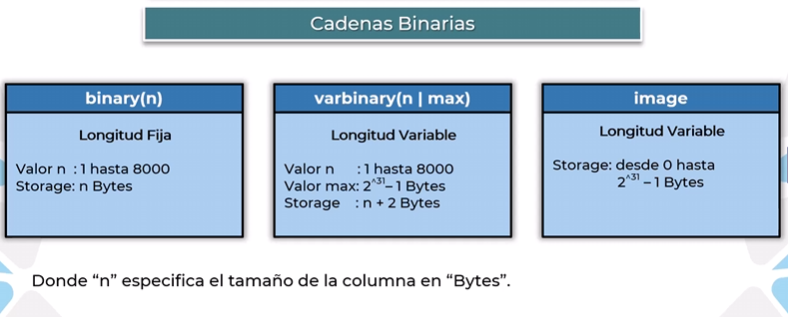 Cadenas Binarias
binary(n)
Longitud Fija
Valor n : 1 hasta 8000
Storage: n Bytes
varbinary(n | max)
Longitud Variable
Valor n : 1 hasta 8000
Valor max: 2^31 – 1 Bytes
Storage : n + 2 Bytes
image
Longitud Variable
Storage: desde 0 hasta
2^31 – 1 Bytes
Donde “n” especifica el tamaño de la columna en “Bytes”.